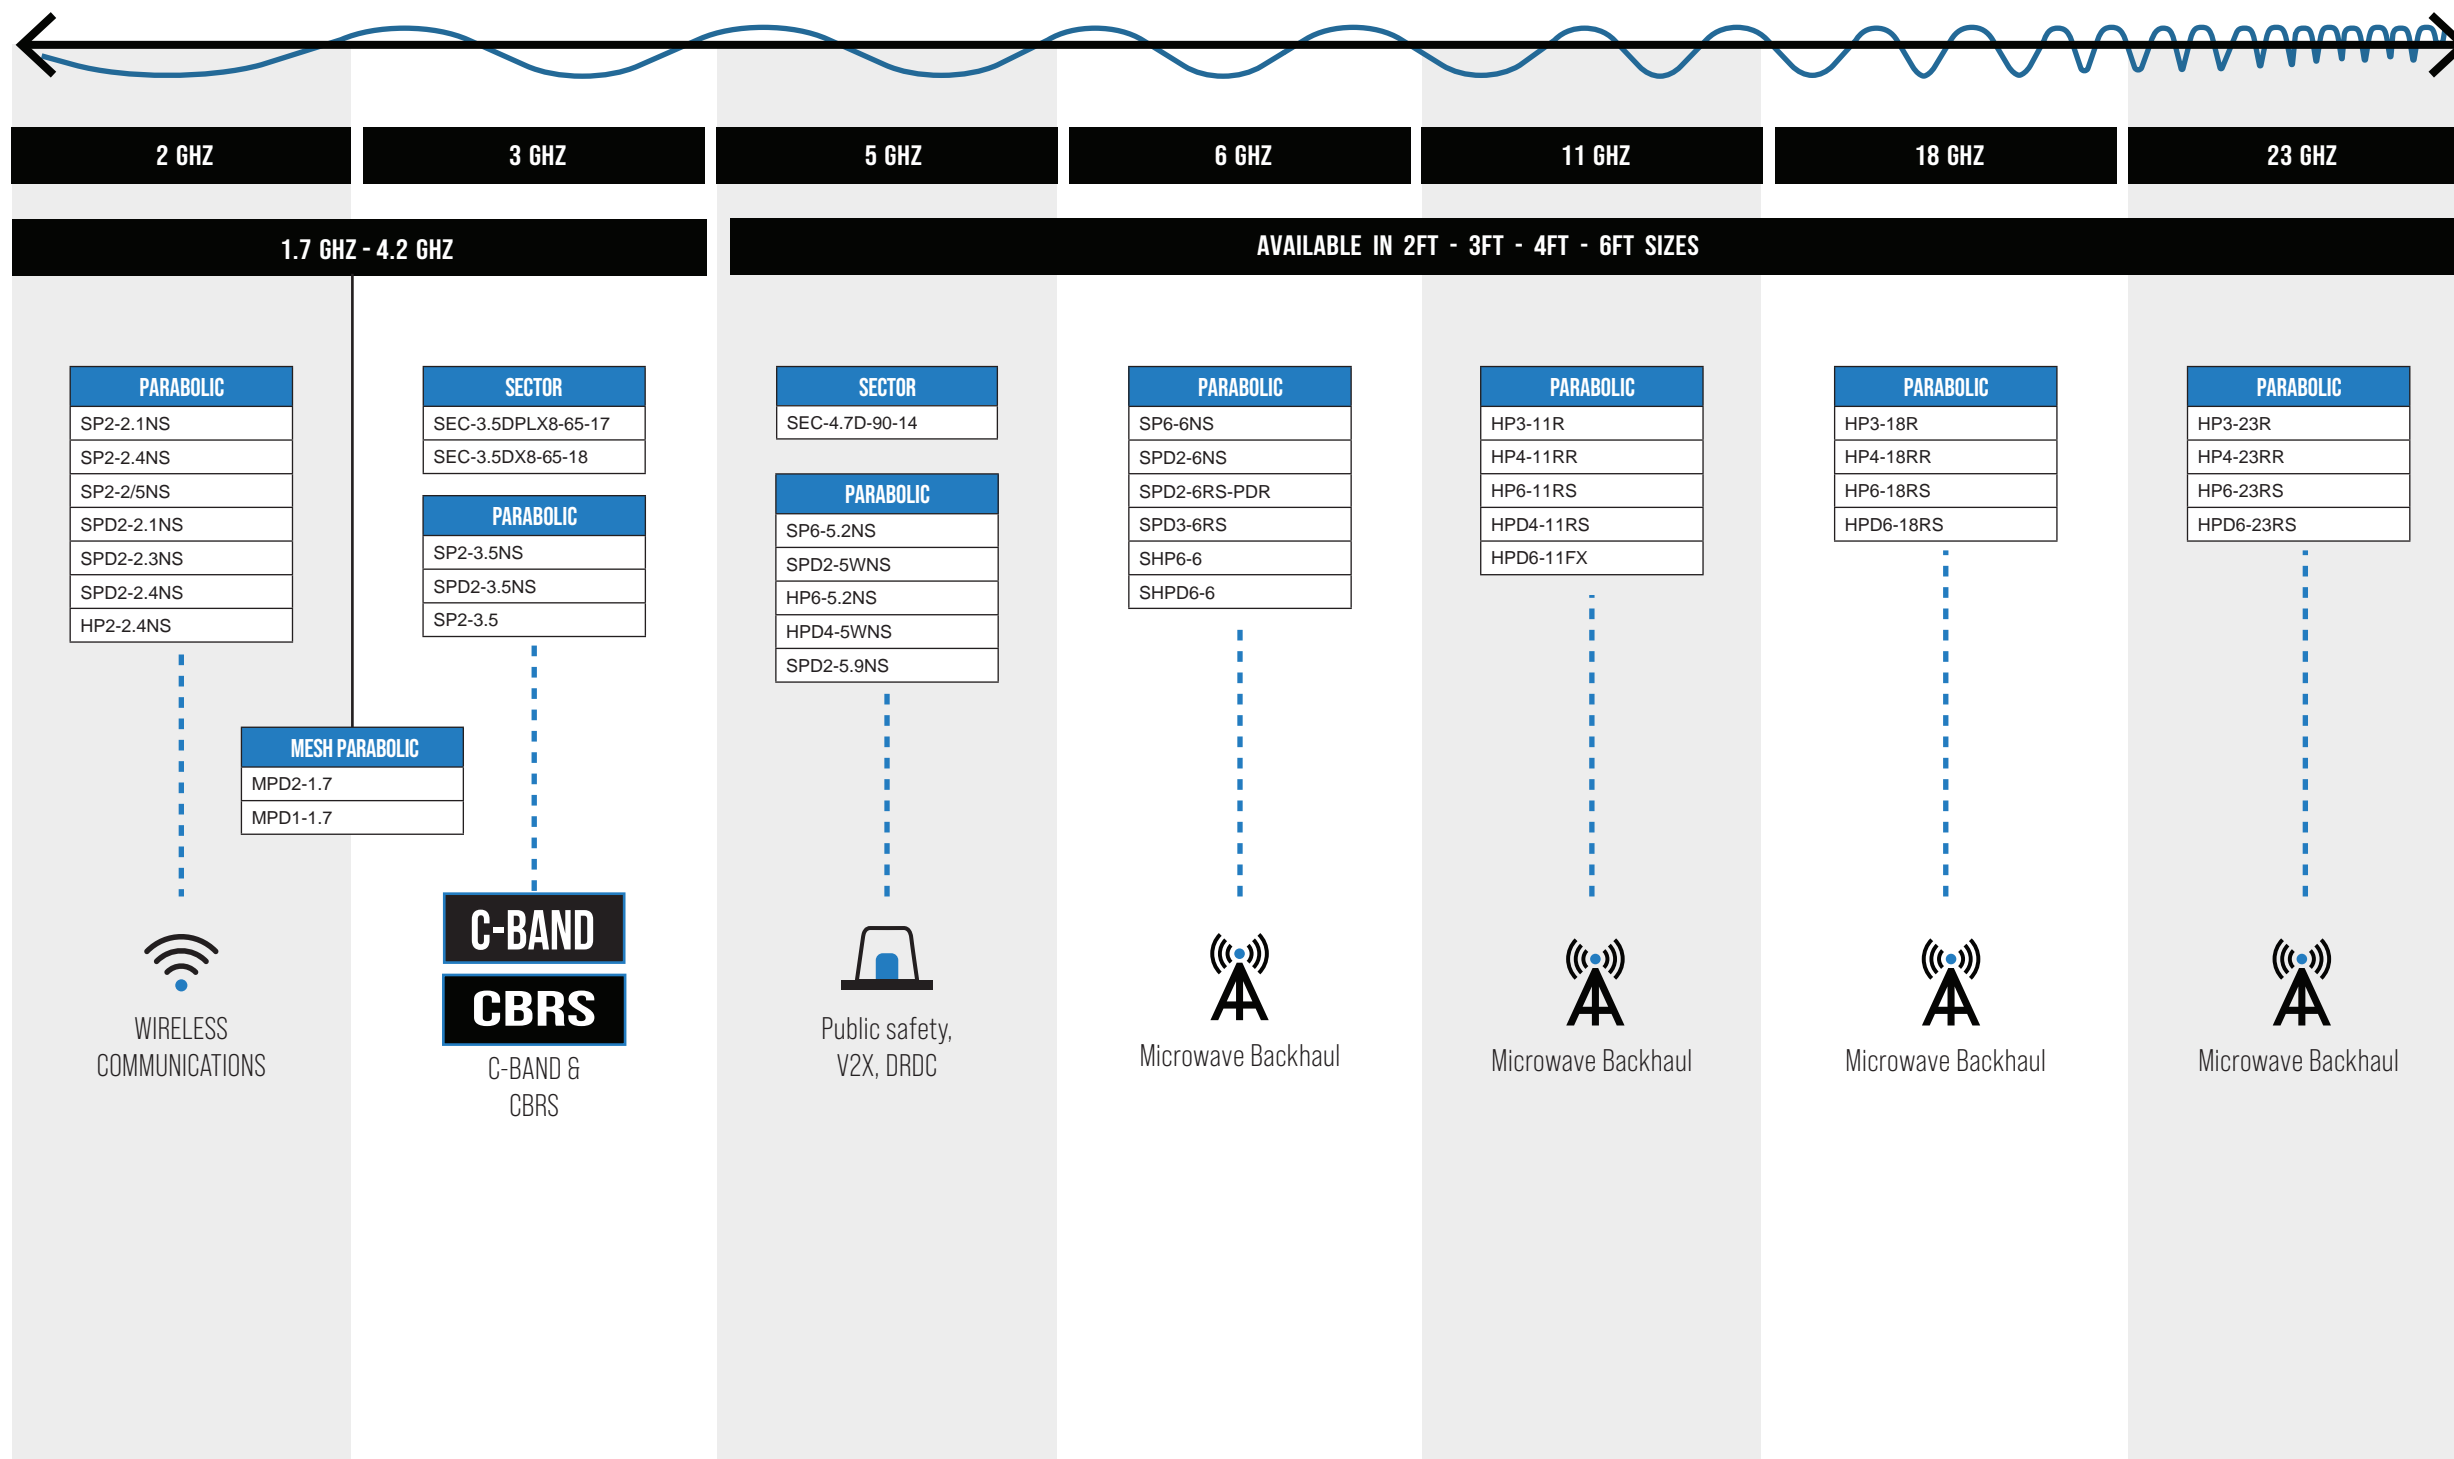 2 GHZ
3 GHZ
5 GHZ
6 GHZ
11 GHZ
18 GHZ
23 GHZ
1.7 GHZ - 4.2 GHZ
AVAILABLE IN 2FT - 3FT - 4FT - 6FT SIZES
PARABOLIC
SP2-2.1NS
SP2-2.4NS
SP2-2/5NS
SPD2-2.1NS
SPD2-2.3NS
SPD2-2.4NS
HP2-2.4NS
WIRELESS
COMMUNICATIONS
MESH PARABOLIC
MPD2-1.7
MPD1-1.7
SECTOR
SEC-3.5DPLX8-65-17
SEC-3.5DX8-65-18
PARABOLIC
SP2-3.5NS
SPD2-3.5NS
SP2-3.5
C-BAND
CBRS
C-BAND &
CBRS
SECTOR
SEC-4.7D-90-14
PARABOLIC
SP6-5.2NS
SPD2-5WNS
HP6-5.2NS
HPD4-5WNS
SPD2-5.9NS
Public safety,
V2X, DRDC
PARABOLIC
SP6-6NS
SPD2-6NS
SPD2-6RS-PDR
SPD3-6RS
SHP6-6
SHPD6-6
Microwave Backhaul
PARABOLIC
HP3-11R
HP4-11RR
HP6-11RS
HPD4-11RS
HPD6-11FX
Microwave Backhaul
PARABOLIC
HP3-18R
HP4-18RR
HP6-18RS
HPD6-18RS
Microwave Backhaul
PARABOLIC
HP3-23R
HP4-23RR
HP6-23RS
HPD6-23RS
Microwave Backhaul